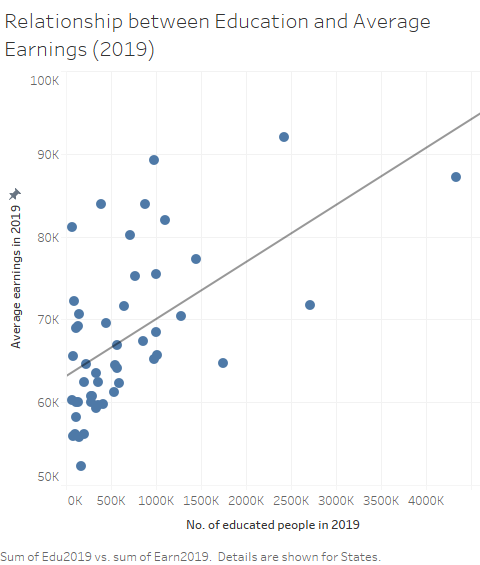 Relationship between Education and Average
Earnings (2019)
100K
90K
80K
70K
60K
50K
Average earnings in 2019
0K 500K 1000K 1500K 2000K 2500K 3000K 3500K 4000K
No. of educated people in 2019
Sum of Edu2019 vs. sum of Earn2019. Details are shown for States.